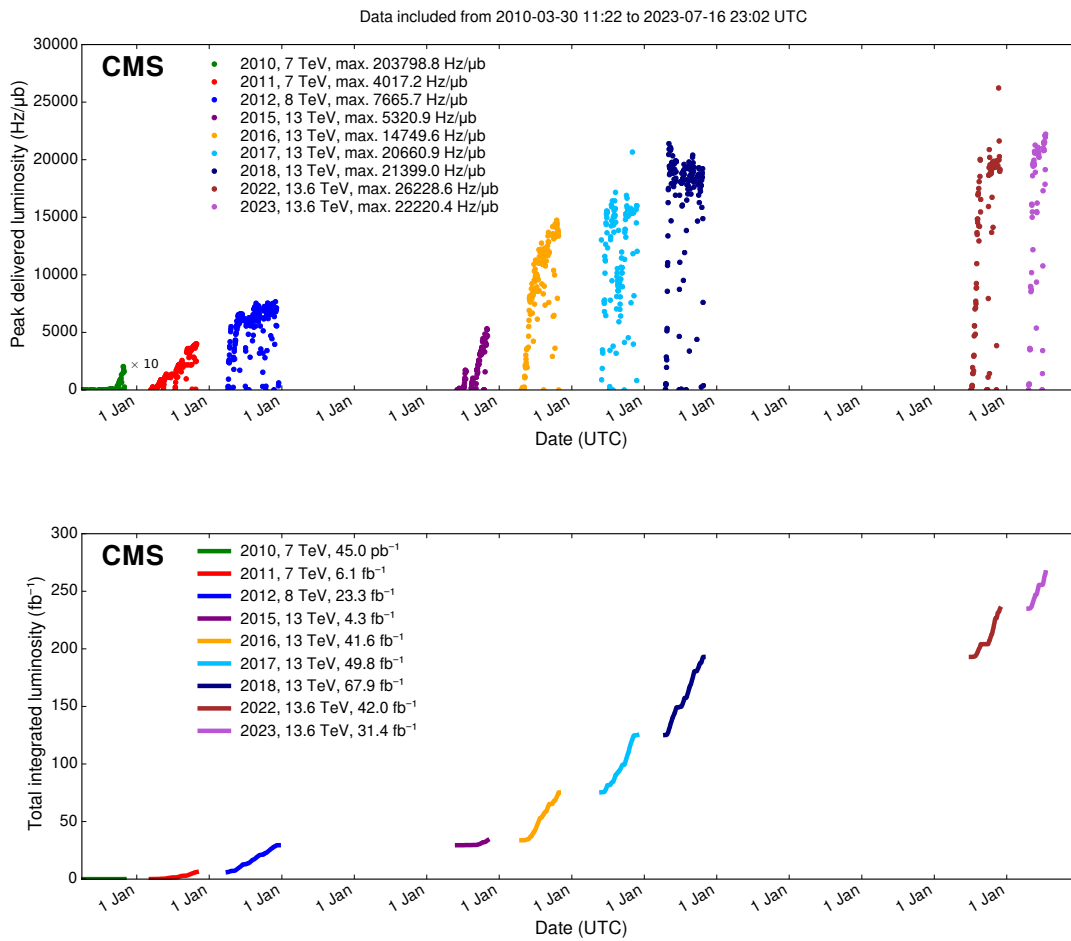 Data included from 2010-03-30 11:22 to 2023-07-16 23:02 UTC
30000
25000
20000
15000
10000
5000
0
Peak delivered luminosity (Hz/μb)
CMS
2010, 7 TeV, max. 203798.8 Hz/μb
2011, 7 TeV, max. 4017.2 Hz/μb
2012, 8 TeV, max. 7665.7 Hz/μb
2015, 13 TeV, max. 5320.9 Hz/μb
2016, 13 TeV, max. 14749.6 Hz/μb
2017, 13 TeV, max. 20660.9 Hz/μb
2018, 13 TeV, max. 21399.0 Hz/μb
2022, 13.6 TeV, max. 26228.6 Hz/μb
2023, 13.6 TeV, max. 22220.4 Hz/μb
× 10
1 Jan 1 Jan 1 Jan 1 Jan 1 Jan 1 Jan 1 Jan 1 Jan 1 Jan 1 Jan 1 Jan 1 Jan 1 Jan
Date (UTC)
300
250
200
150
100
50
0
Total integrated luminosity (fb⁻¹)
CMS
2010, 7 TeV, 45.0 pb⁻¹
2011, 7 TeV, 6.1 fb⁻¹
2012, 8 TeV, 23.3 fb⁻¹
2015, 13 TeV, 4.3 fb⁻¹
2016, 13 TeV, 41.6 fb⁻¹
2017, 13 TeV, 49.8 fb⁻¹
2018, 13 TeV, 67.9 fb⁻¹
2022, 13.6 TeV, 42.0 fb⁻¹
2023, 13.6 TeV, 31.4 fb⁻¹
1 Jan 1 Jan 1 Jan 1 Jan 1 Jan 1 Jan 1 Jan 1 Jan 1 Jan 1 Jan 1 Jan 1 Jan 1 Jan
Date (UTC)